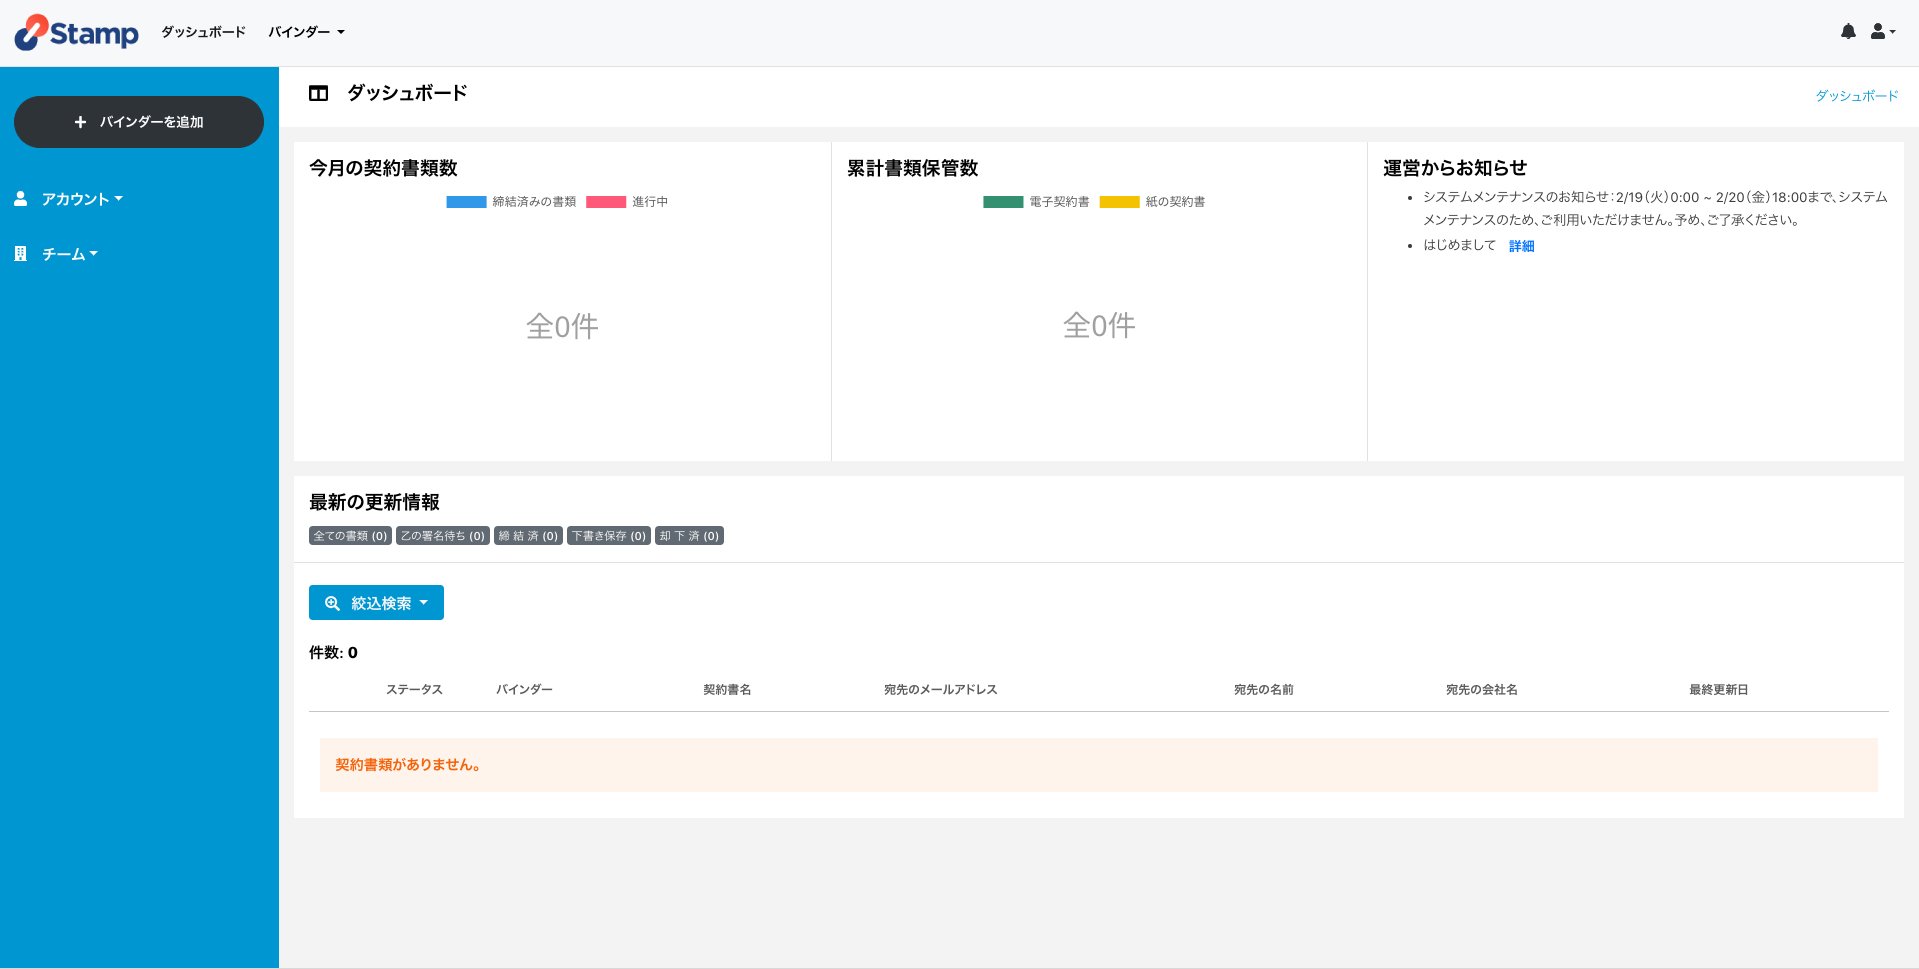 Stamp
ダッシュボード
バインダー
バインダーを追加
アカウント
チーム
ダッシュボード
ダッシュボード
今月の契約書類数
締結済みの書類
進行中
全0件
累計書類保管数
電子契約書
紙の契約書
全0件
運営からお知らせ
システムメンテナンスのお知らせ:2/19(火)0:00 ~ 2/20(金)18:00まで、システム
メンテナンスのため、ご利用いただけません。予め、ご了承ください。
はじめまして 詳細
最新の更新情報
全ての書類 (0)
乙の署名待ち (0)
締 結 済 (0)
下書き保存 (0)
却 下 済 (0)
絞込検索
件数: 0
ステータス
バインダー
契約書名
宛先のメールアドレス
宛先の名前
宛先の会社名
最終更新日
契約書類がありません。